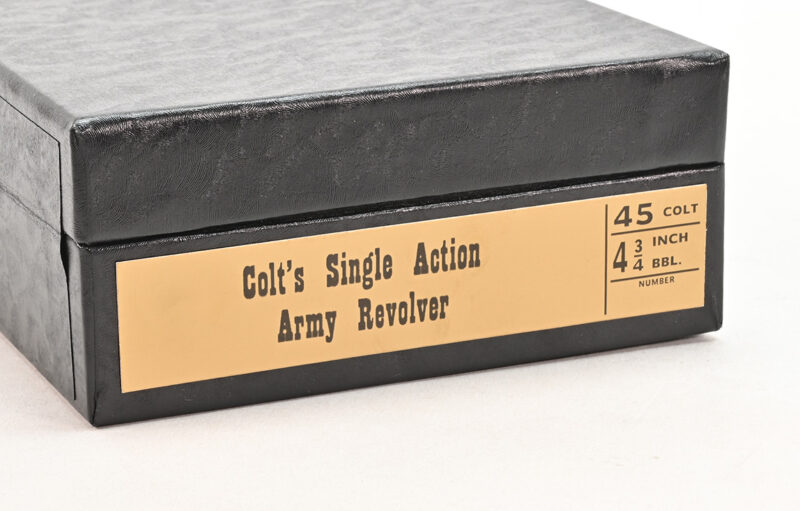 Colt's Single Action
Army Revolver
45 COLT
4 3/4 INCH BBL.
NUMBER